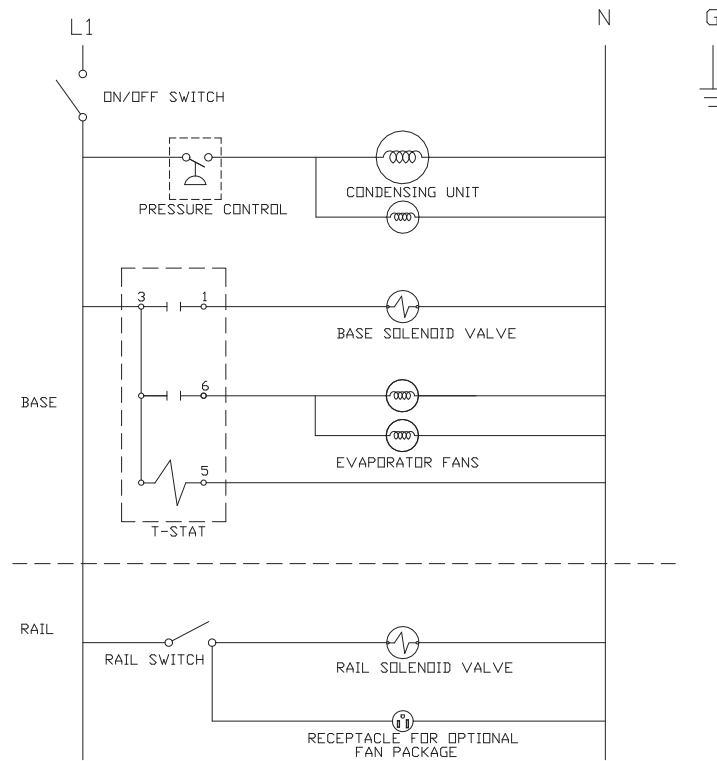 L1
N
G
ON/OFF SWITCH
CONDENSING UNIT
PRESSURE CONTROL
3
1
BASE SOLENOID VALVE
6
BASE
EVAPORATOR FANS
5
T-STAT
RAIL
RAIL SWITCH
RAIL SOLENOID VALVE
RECEPTACLE FOR OPTIONAL
FAN PACKAGE